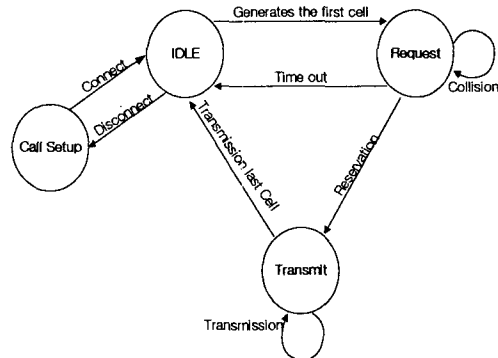 Generates the first cell
IDLE
Request
Time out
Collision
Connect
Disconnect
Call Setup
Transmission last Cell
Reservation
Transmit
Transmission